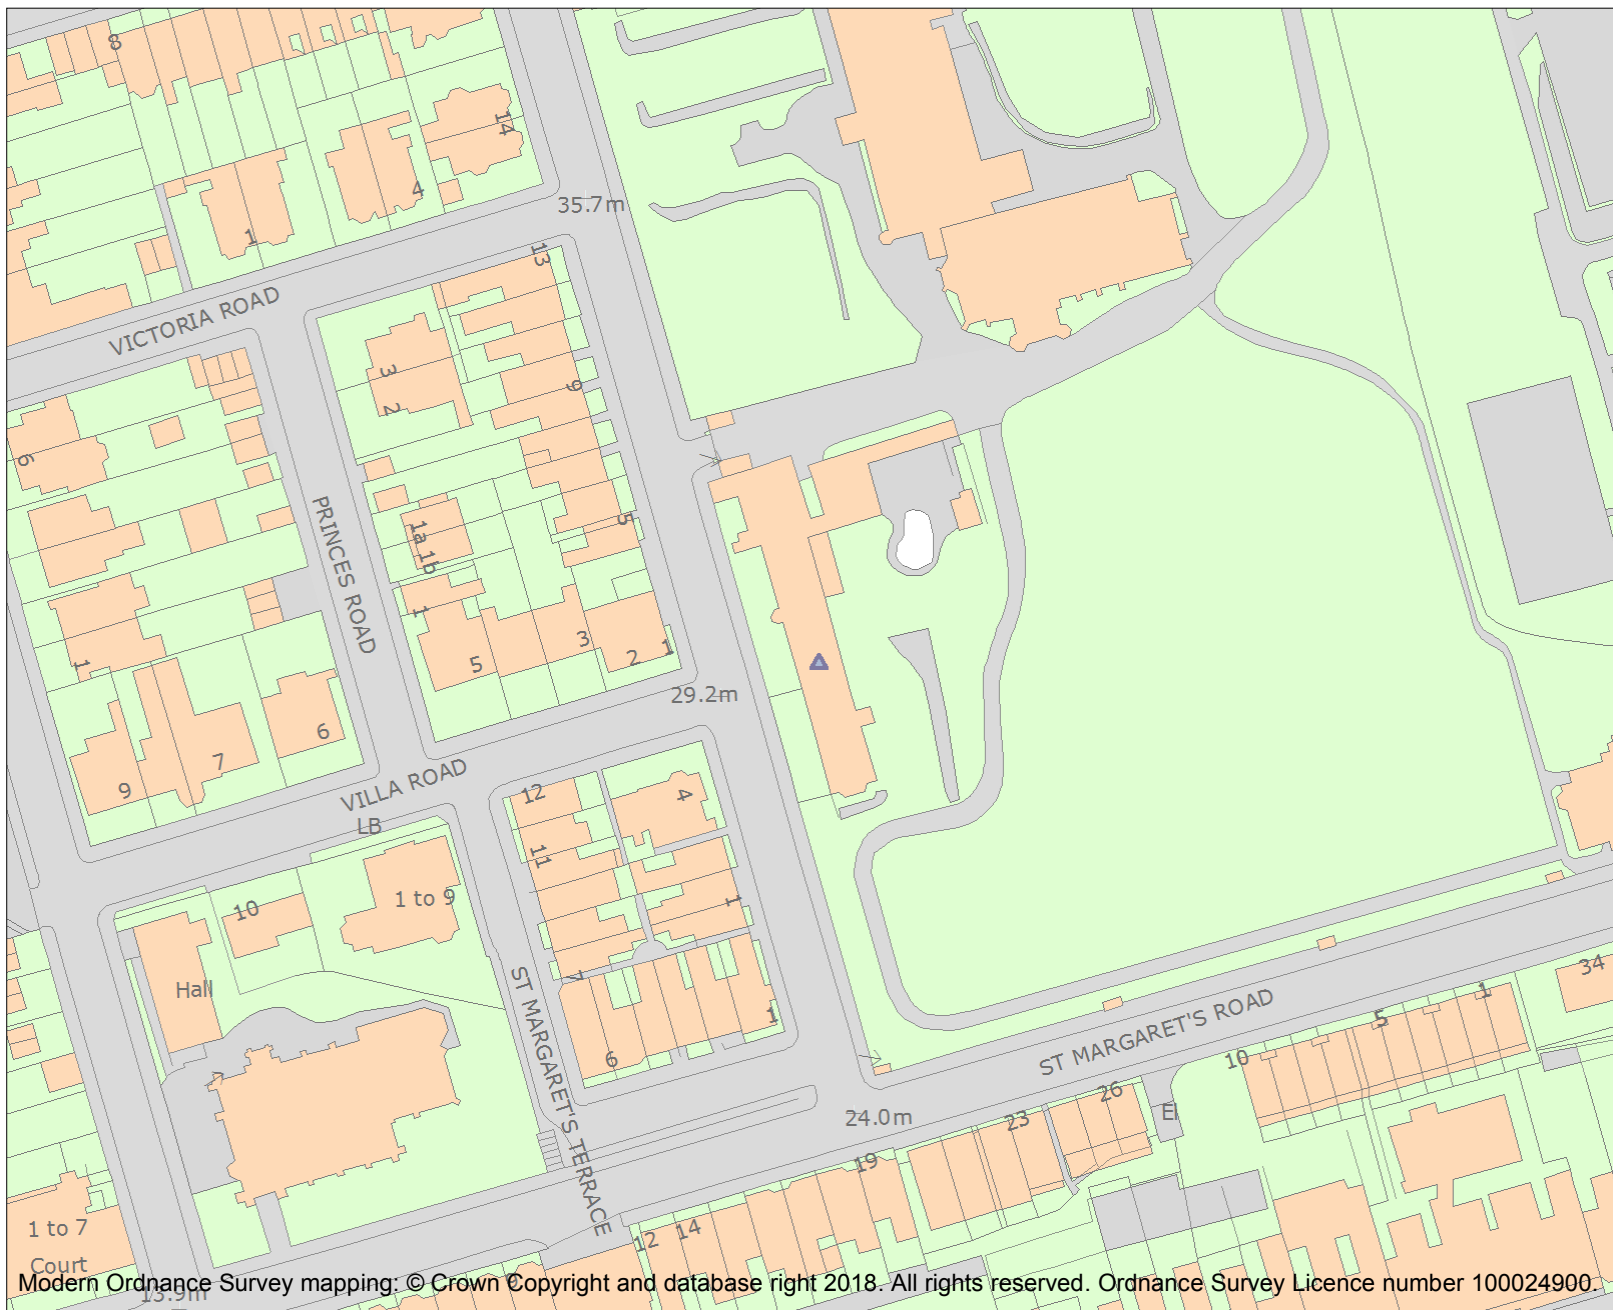 8
14
4
1
35.7m
13
VICTORIA ROAD
3
2
9
6
5
PRINCES ROAD
1a
1b
1
1
5
3
2
1
29.2m
6
7
9
VILLA ROAD
LB
12
4
11
1
1 to 9
10
Hall
7
1
6
ST MARGARET'S TERRACE
ST MARGARET'S ROAD
34
1
5
10
26
El
23
24.0m
19
14
12
9
1 to 7
Court
13.9m
Modern Ordnance Survey mapping: © Crown Copyright and database right 2018. All rights reserved. Ordnance Survey Licence number 100024900.